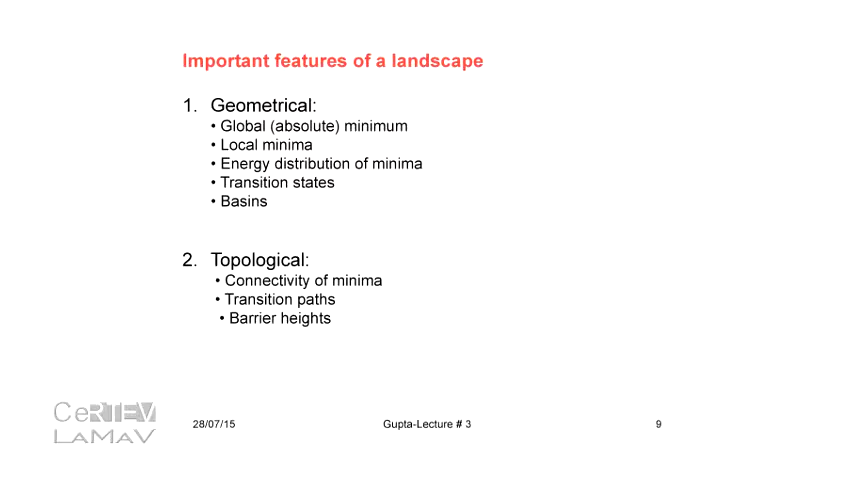 Important features of a landscape
1. Geometrical:
• Global (absolute) minimum
• Local minima
• Energy distribution of minima
• Transition states
• Basins
2. Topological:
• Connectivity of minima
• Transition paths
• Barrier heights
CeRTEV
LAMAV
28/07/15 Gupta-Lecture # 3 9